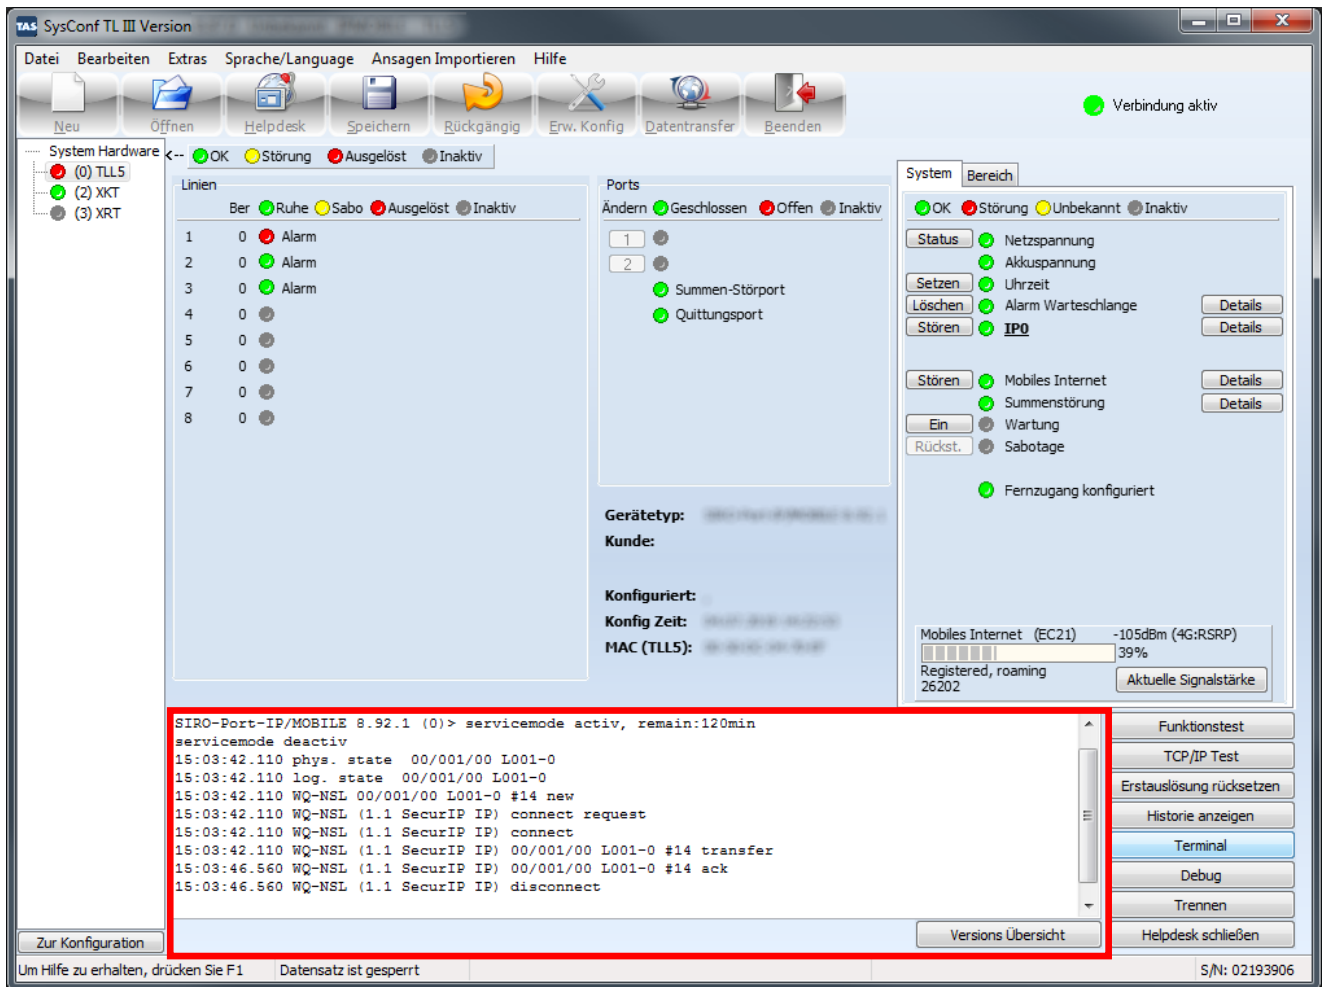 TAS SysConf TL III Version
Datei Bearbeiten Extras Sprache/Language Ansagen Importieren Hilfe
Neu Öffnen Helpdesk Speichern Rückgängig Erw. Konfig Datentransfer Beenden
Verbindung aktiv
System Hardware
(0) TLL5
(2) XKT
(3) XRT
<-- OK Störung Ausgelöst Inaktiv
Linien
Ber Ruhe Sabo Ausgelöst Inaktiv
1 0 Alarm
2 0 Alarm
3 0 Alarm
4 0
5 0
6 0
7 0
8 0
Ports
Ändern Geschlossen Offen Inaktiv
1
2
Summen-Störport
Quittungsport
Gerätetyp:
Kunde:
Konfiguriert:
Konfig Zeit:
MAC (TLL5):
System Bereich
OK Störung Unbekannt Inaktiv
Status Netzspannung
Akkuspannung
Setzen Uhrzeit
Löschen Alarm Warteschlange Details
Stören IP0 Details
Stören Mobiles Internet Details
Summenstörung Details
Ein Wartung
Rückst. Sabotage
Fernzugang konfiguriert
Mobiles Internet (EC21) -105dBm (4G:RSRP)
39%
Registered, roaming
26202
Aktuelle Signalstärke
SIRO-Port-IP/MOBILE 8.92.1 (0)> servicemode activ, remain:120min
servicemode deactiv
15:03:42.110 phys. state 00/001/00 L001-0
15:03:42.110 log. state 00/001/00 L001-0
15:03:42.110 WQ-NSL 00/001/00 L001-0 #14 new
15:03:42.110 WQ-NSL (1.1 SecurIP IP) connect request
15:03:42.110 WQ-NSL (1.1 SecurIP IP) connect
15:03:42.110 WQ-NSL (1.1 SecurIP IP) 00/001/00 L001-0 #14 transfer
15:03:46.560 WQ-NSL (1.1 SecurIP IP) 00/001/00 L001-0 #14 ack
15:03:46.560 WQ-NSL (1.1 SecurIP IP) disconnect
Versions Übersicht
Funktionstest
TCP/IP Test
Erstauslösung rücksetzen
Historie anzeigen
Terminal
Debug
Trennen
Helpdesk schließen
Zur Konfiguration
Um Hilfe zu erhalten, drücken Sie F1 Datensatz ist gesperrt S/N: 02193906